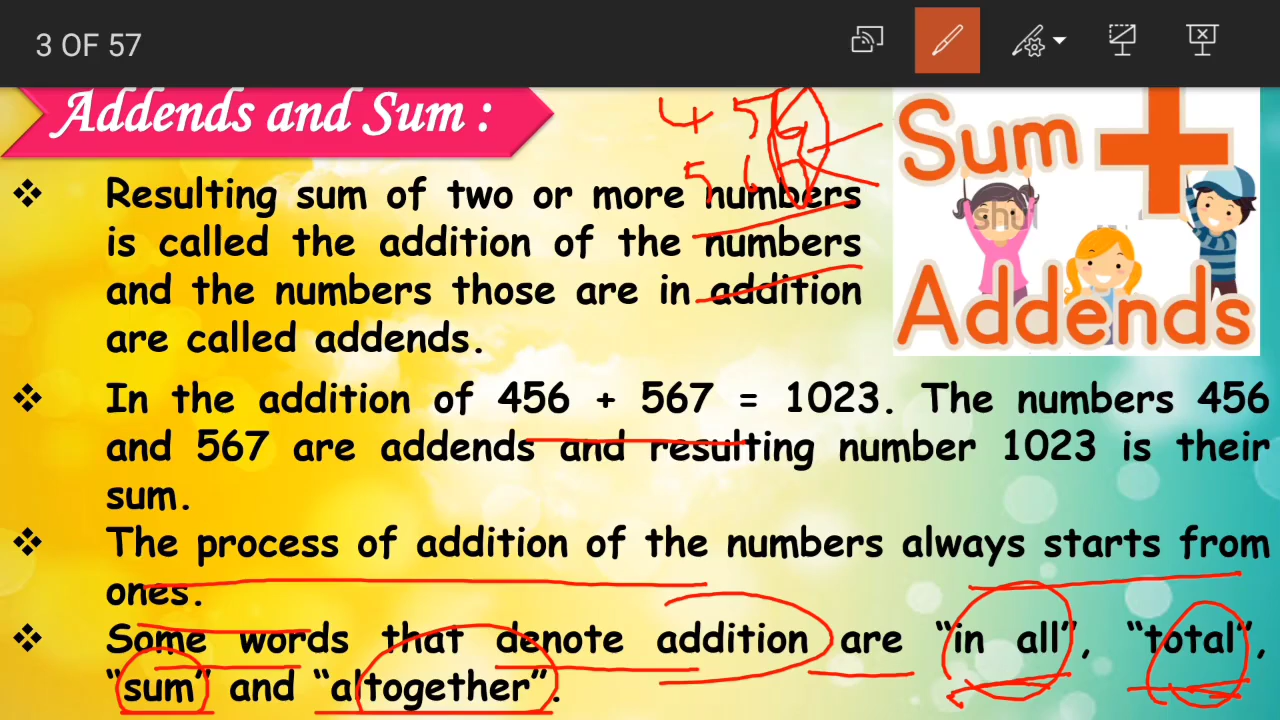 3 OF 57
Addends and Sum :
456
Sum
Resulting sum of two or more numbers
is called the addition of the numbers
and the numbers those are in addition
are called addends.
Addends
In the addition of 456 + 567 = 1023. The numbers 456
and 567 are addends and resulting number 1023 is their
sum.
The process of addition of the numbers always starts from
ones.
Some words that denote addition are “in all”, “total”,
“sum” and “altogether”.